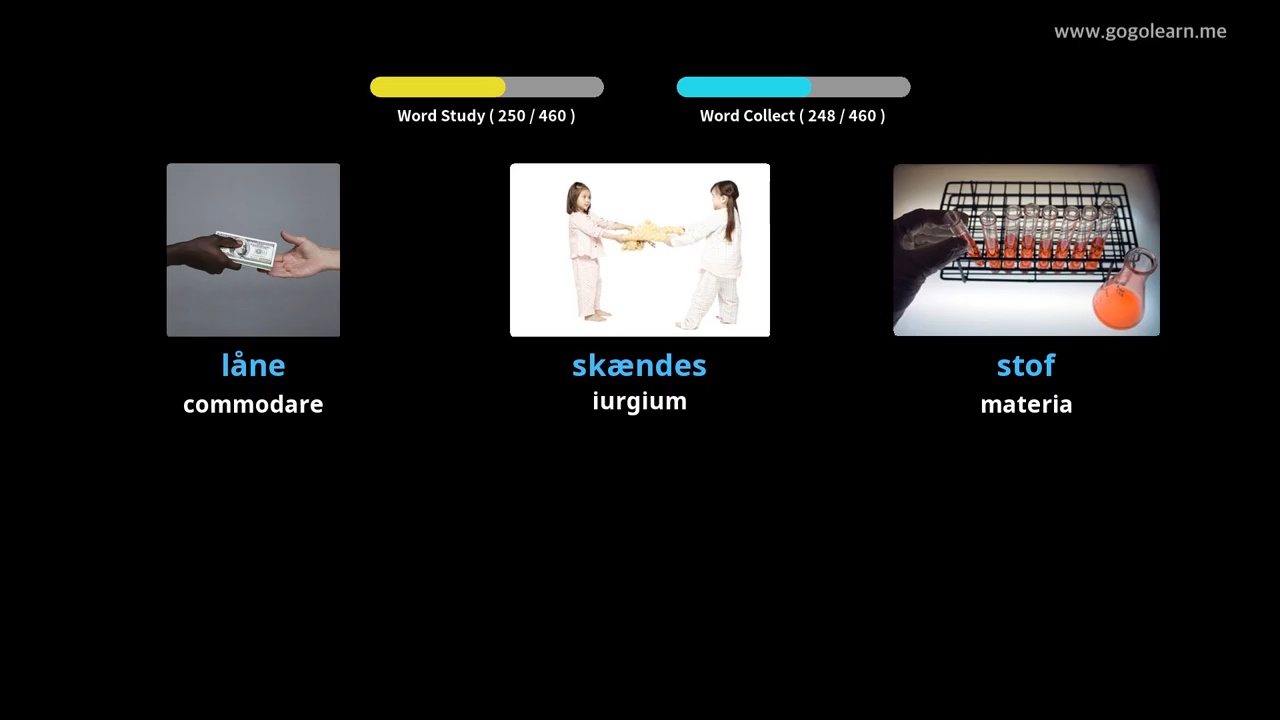 www.gogolearn.me
Word Study ( 250 / 460 )
Word Collect ( 248 / 460 )
låne
skændes
stof
commodare
iurgium
materia